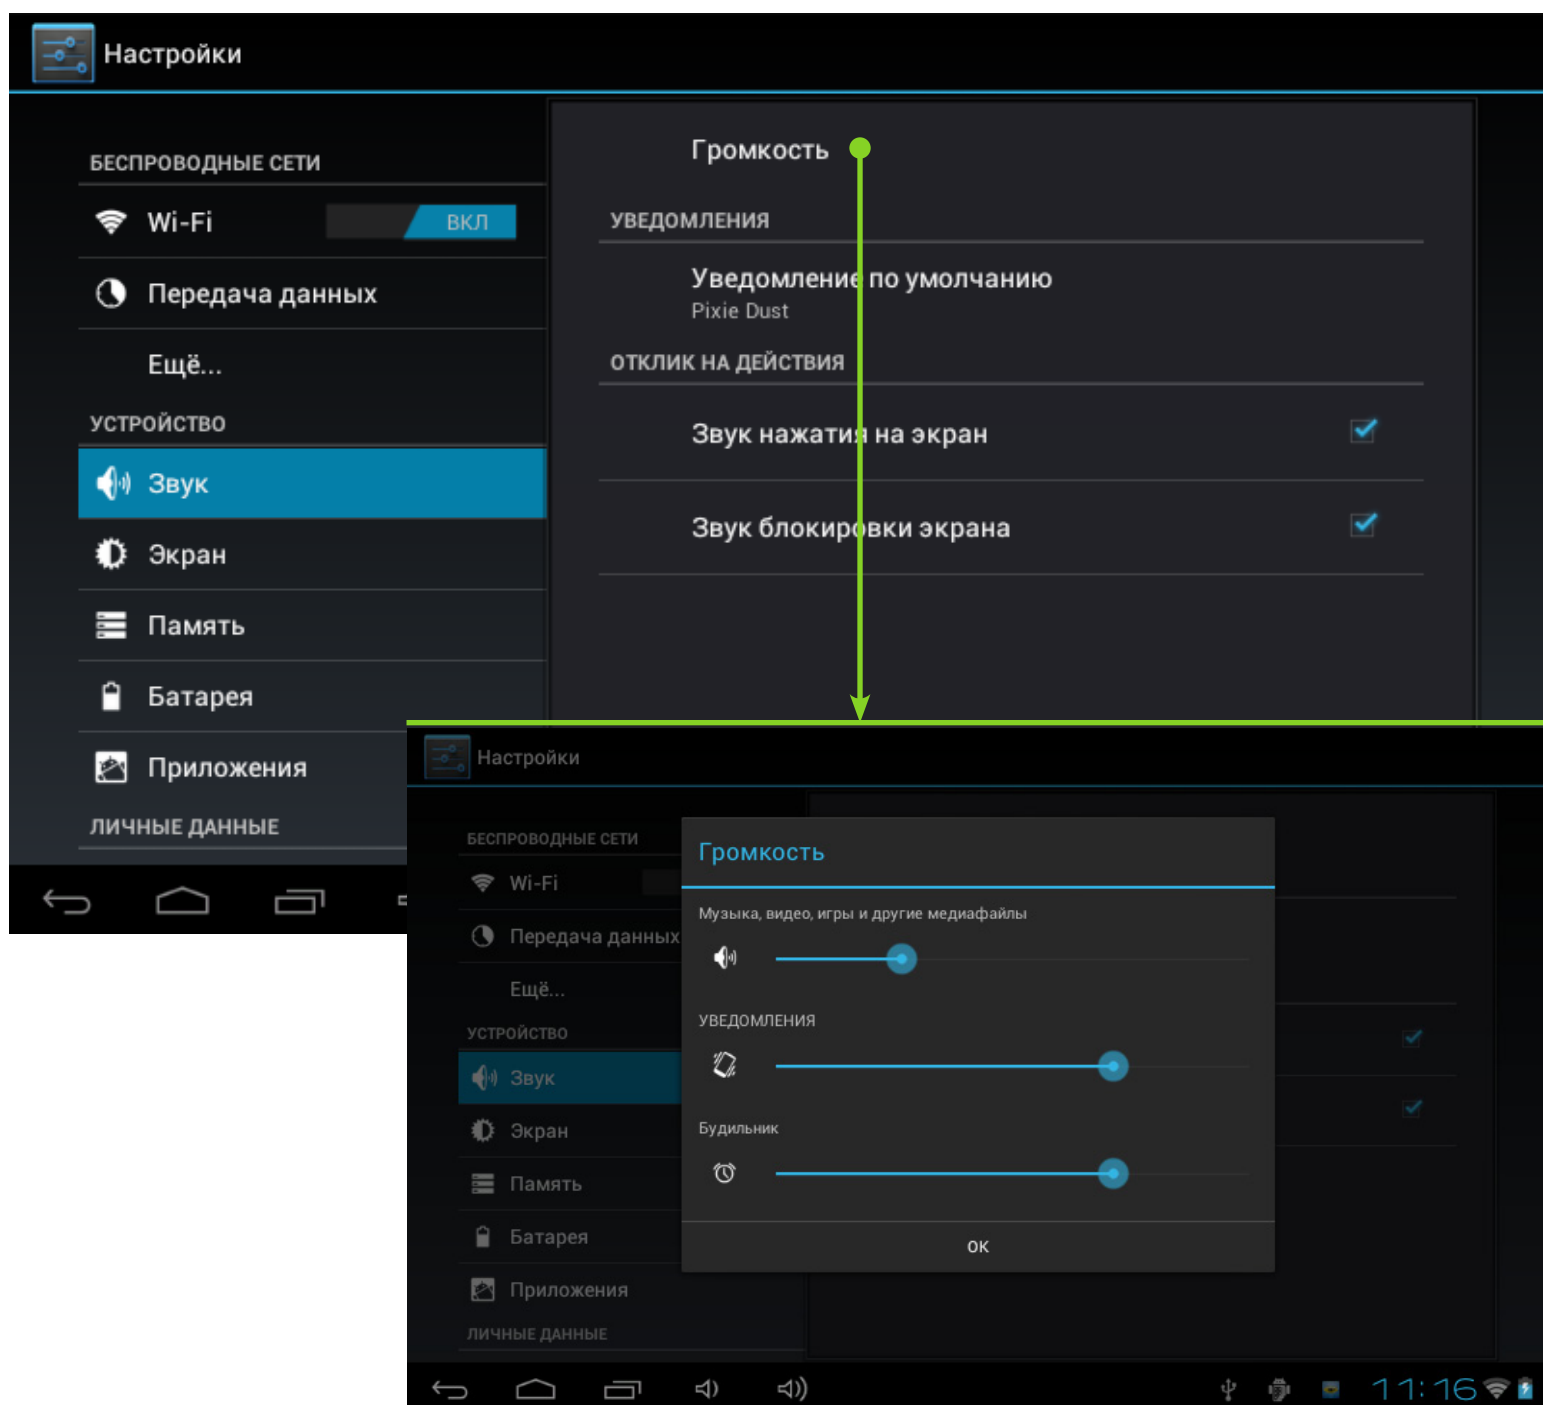 Настройки
БЕСПРОВОДНЫЕ СЕТИ
Wi-Fi ВКЛ
Передача данных
Ещё...
УСТРОЙСТВО
Звук
Экран
Память
Батарея
Приложения
ЛИЧНЫЕ ДАННЫЕ
Громкость
УВЕДОМЛЕНИЯ
Уведомление по умолчанию
Pixie Dust
ОТКЛИК НА ДЕЙСТВИЯ
Звук нажатия на экран
Звук блокировки экрана
Настройки
БЕСПРОВОДНЫЕ СЕТИ
Wi-Fi
Передача данных
Ещё...
УСТРОЙСТВО
Звук
Экран
Память
Батарея
Приложения
ЛИЧНЫЕ ДАННЫЕ
Громкость
Музыка, видео, игры и другие медиафайлы
УВЕДОМЛЕНИЯ
Будильник
ОК
11:16